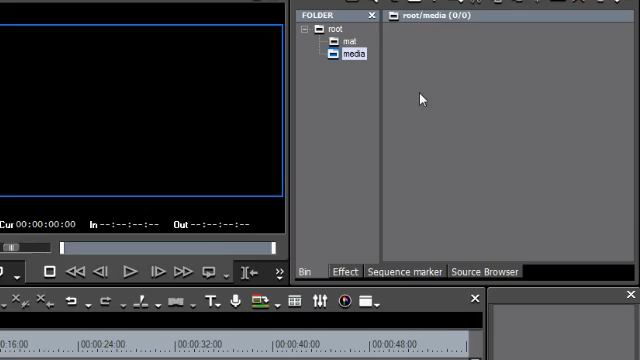 FOLDER
root/media (0/0)
root
mat
media
Cur 00:00:00:00 In --:--:--:-- Out --:--:--:--
Bin Effect Sequence marker Source Browser
T
0:16:00 00:00:24:00 00:00:32:00 00:00:40:00 00:00:48:00